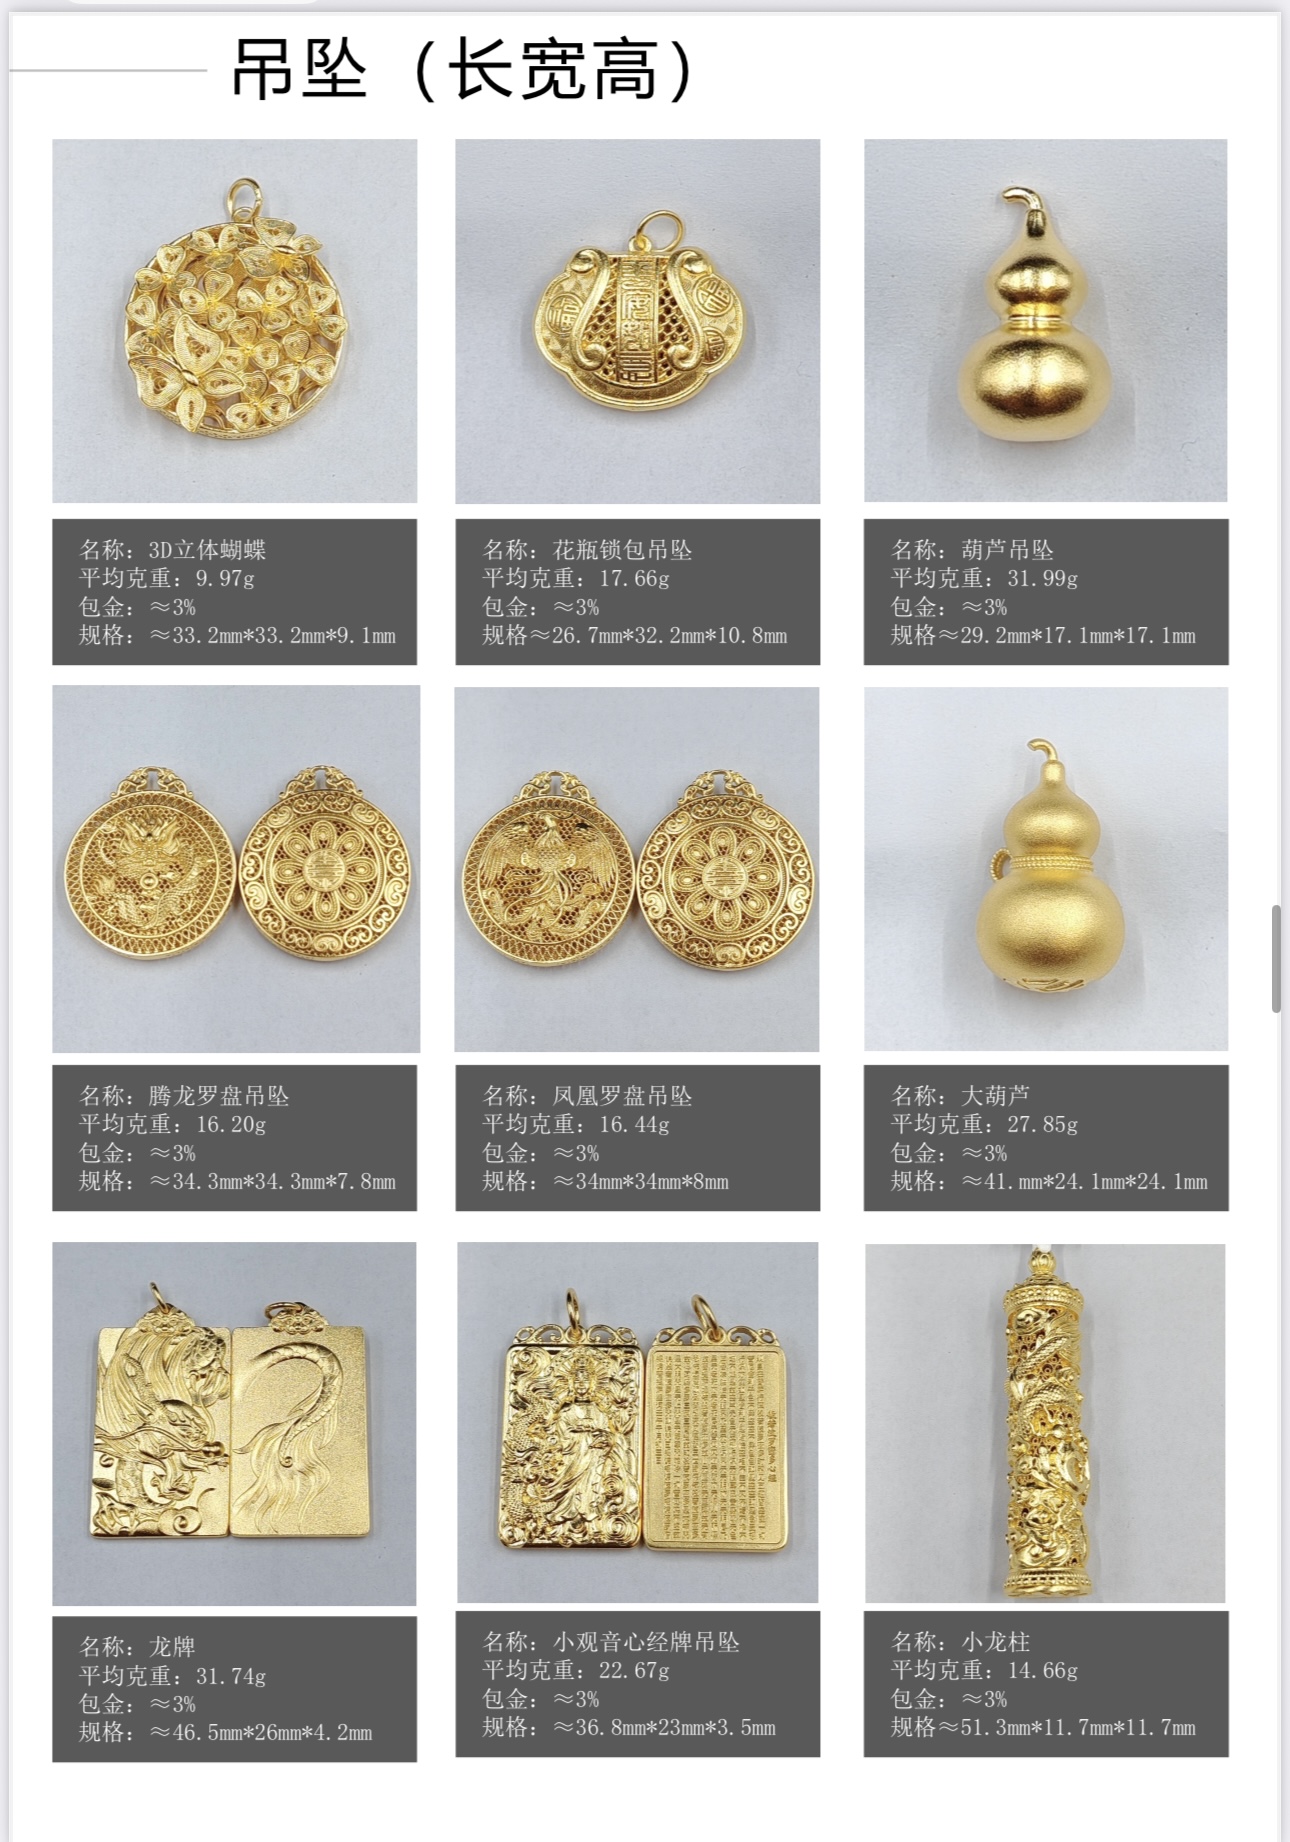 吊坠（长宽高）
名称：3D立体蝴蝶
平均克重：9.97g
包金：≈3%
规格：≈33.2mm*33.2mm*9.1mm
名称：花瓶锁包吊坠
平均克重：17.66g
包金：≈3%
规格≈26.7mm*32.2mm*10.8mm
名称：葫芦吊坠
平均克重：31.99g
包金：≈3%
规格≈29.2mm*17.1mm*17.1mm
名称：腾龙罗盘吊坠
平均克重：16.20g
包金：≈3%
规格：≈34.3mm*34.3mm*7.8mm
名称：凤凰罗盘吊坠
平均克重：16.44g
包金：≈3%
规格：≈34mm*34mm*8mm
名称：大葫芦
平均克重：27.85g
包金：≈3%
规格：≈41.mm*24.1mm*24.1mm
名称：龙牌
平均克重：31.74g
包金：≈3%
规格：≈46.5mm*26mm*4.2mm
名称：小观音心经牌吊坠
平均克重：22.67g
包金：≈3%
规格：≈36.8mm*23mm*3.5mm
名称：小龙柱
平均克重：14.66g
包金：≈3%
规格≈51.3mm*11.7mm*11.7mm